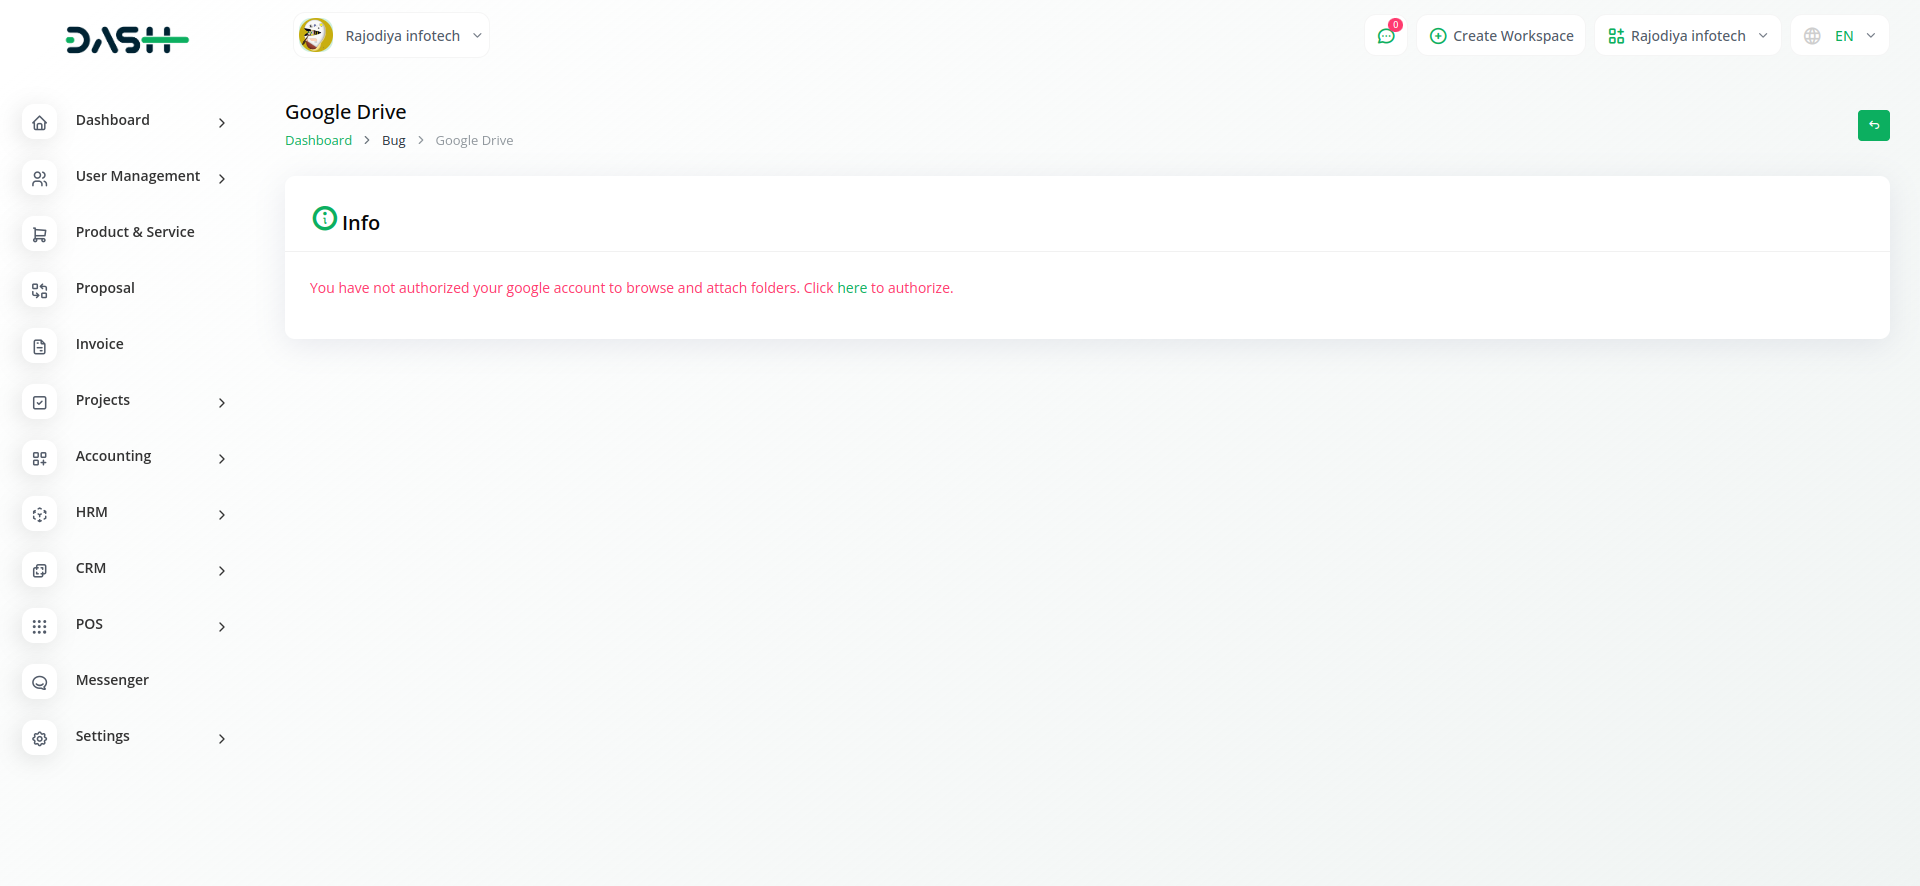 DASH
Rajodiya infotech
0
Create Workspace
Rajodiya infotech
EN
Dashboard
User Management
Product & Service
Proposal
Invoice
Projects
Accounting
HRM
CRM
POS
Messenger
Settings
Google Drive
Dashboard > Bug > Google Drive
Info
You have not authorized your google account to browse and attach folders. Click here to authorize.